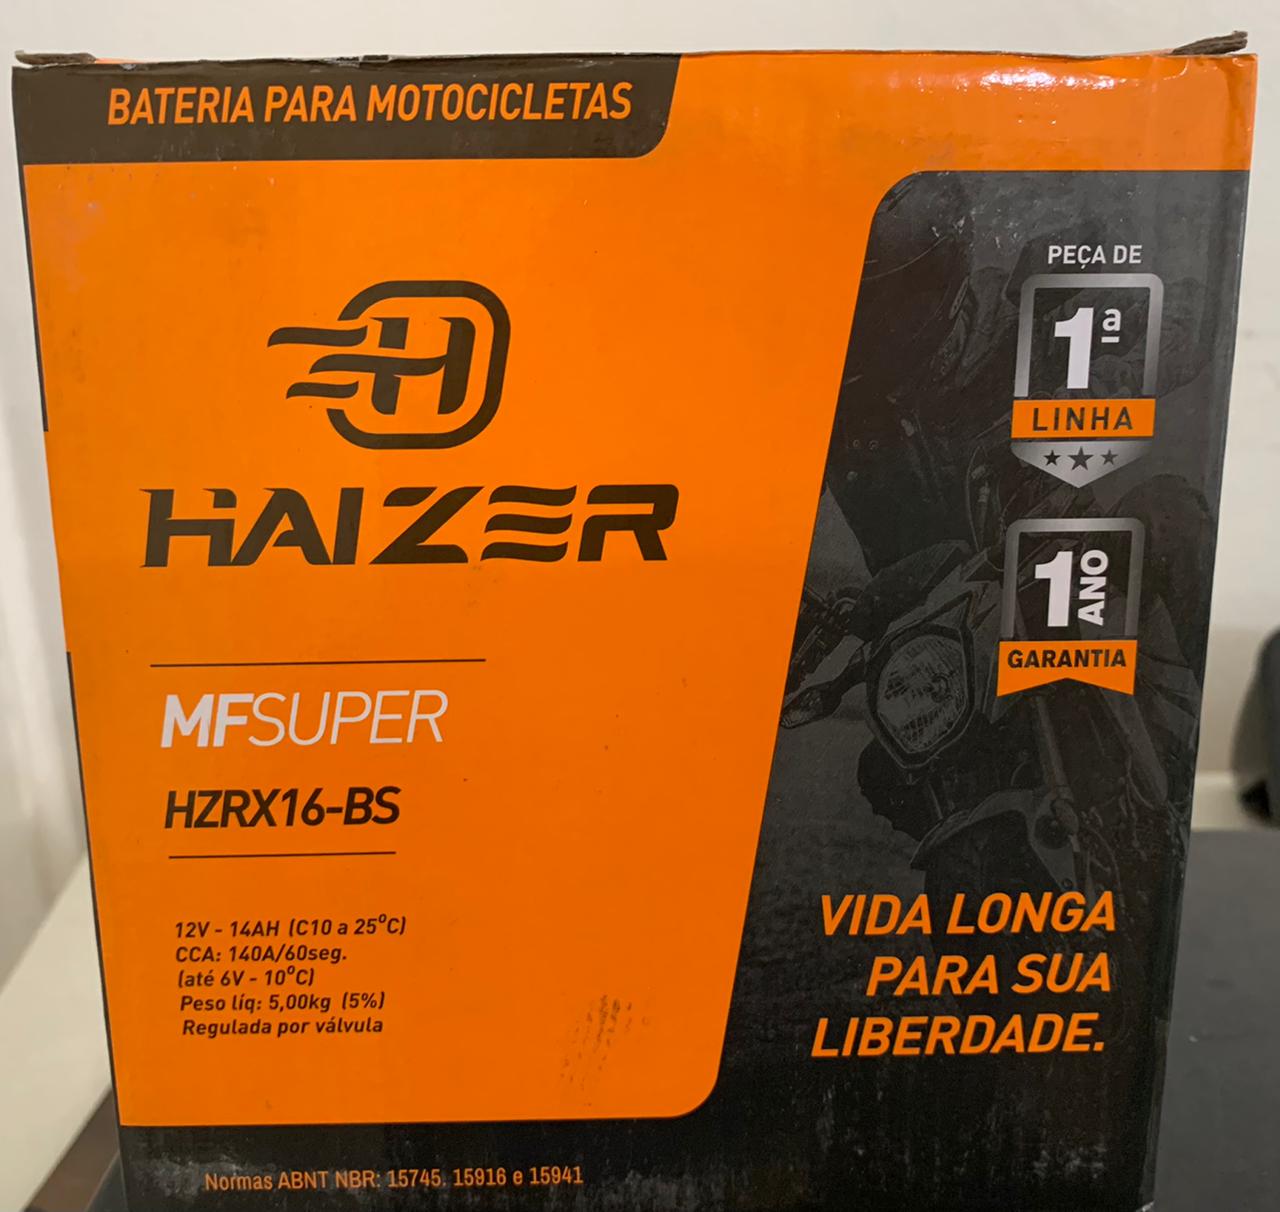 BATERIA PARA MOTOCICLETAS
H
HAIZER
MFSUPER
HZRX16-BS
12V - 14AH (C10 a 25ºC)
CCA: 140A/60seg.
(até 6V - 10ºC)
Peso líq: 5,00kg (5%)
Regulada por válvula
PEÇA DE
1ª
LINHA
1 ANO
GARANTIA
VIDA LONGA
PARA SUA
LIBERDADE.
Normas ABNT NBR: 15745. 15916 e 15941